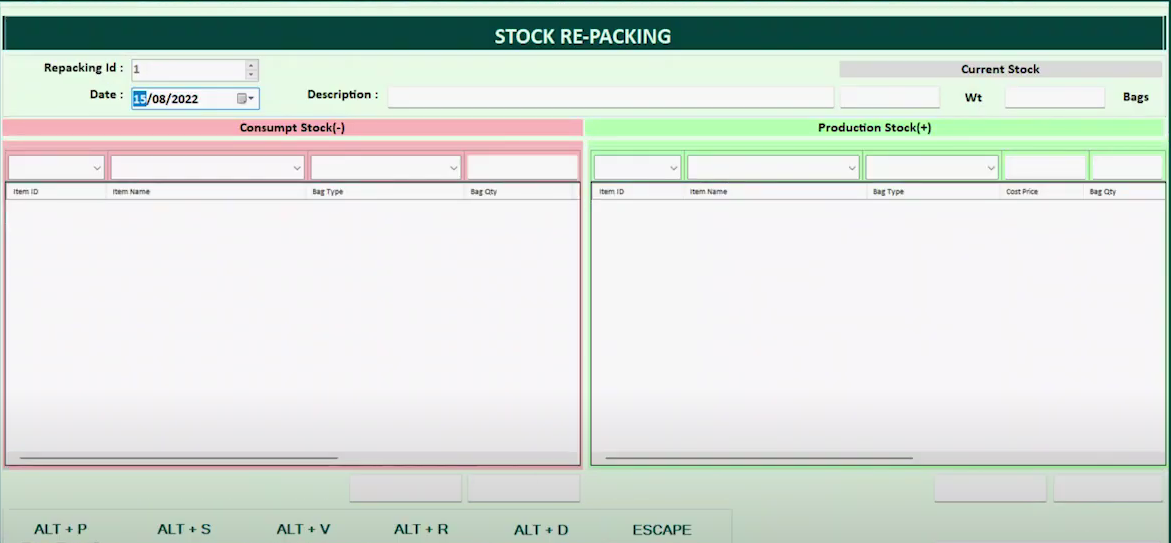 STOCK RE-PACKING
Repacking Id : 1
Current Stock
Date : 15/08/2022
Description :
Wt
Bags
Consumpt Stock(-)
Production Stock(+)
Item ID Item Name Bag Type Bag Qty
Item ID Item Name Bag Type Cost Price Bag Qty
ALT + P ALT + S ALT + V ALT + R ALT + D ESCAPE